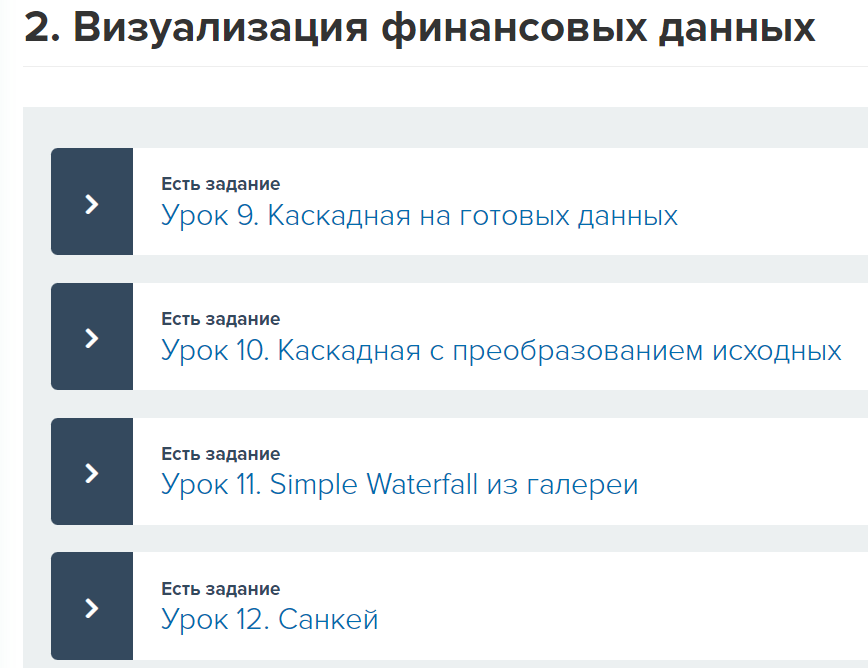 2. Визуализация финансовых данных
Есть задание
Урок 9. Каскадная на готовых данных
Есть задание
Урок 10. Каскадная с преобразованием исходных
Есть задание
Урок 11. Simple Waterfall из галереи
Есть задание
Урок 12. Санкей